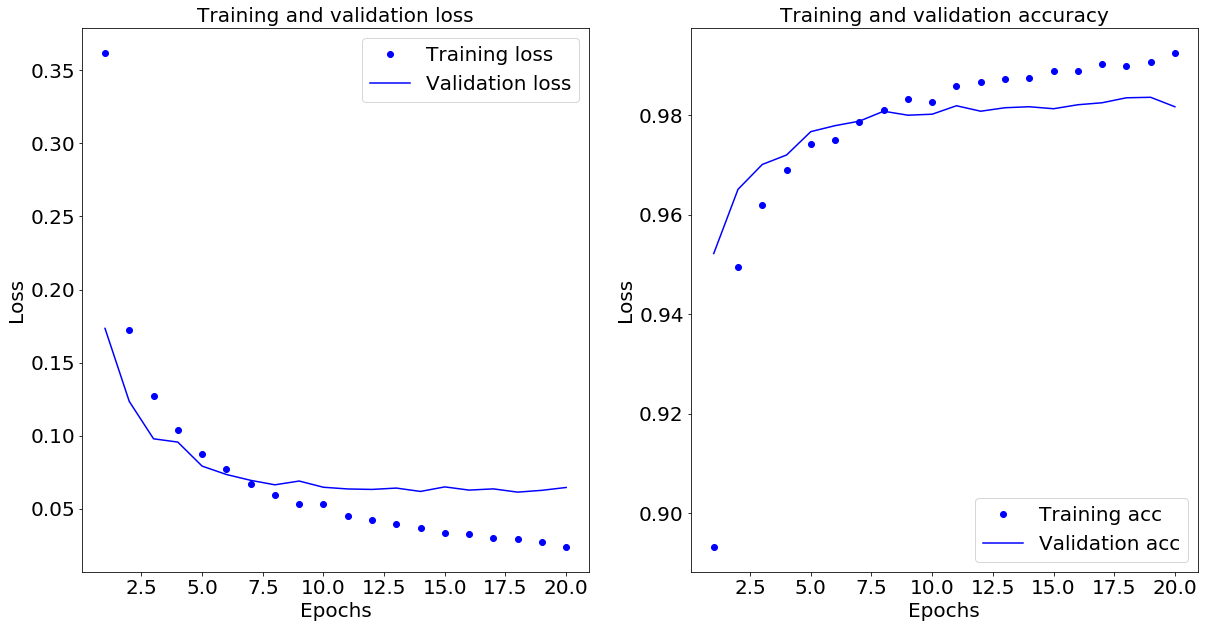 Training and validation loss
Training loss
Validation loss
0.35
0.30
0.25
0.20
0.15
0.10
0.05
Loss
2.5 5.0 7.5 10.0 12.5 15.0 17.5 20.0
Epochs
Training and validation accuracy
0.98
0.96
0.94
0.92
0.90
Loss
Training acc
Validation acc
2.5 5.0 7.5 10.0 12.5 15.0 17.5 20.0
Epochs